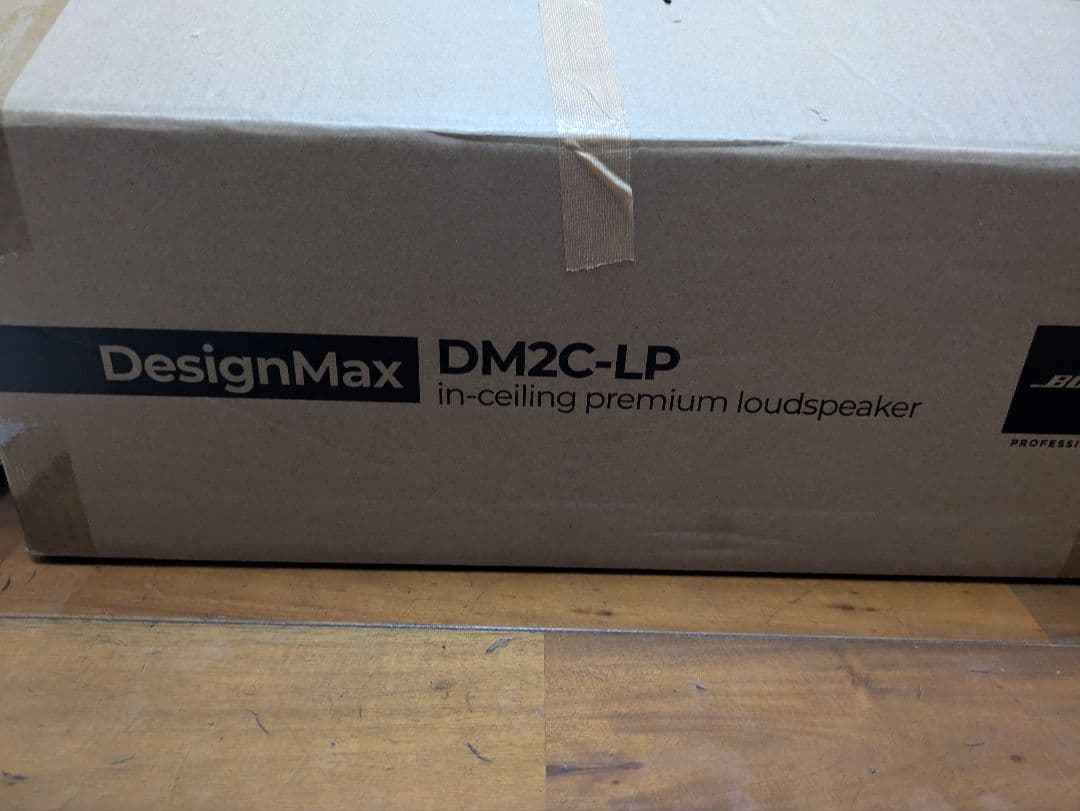 DesignMax
DM2C-LP
in-ceiling premium loudspeaker